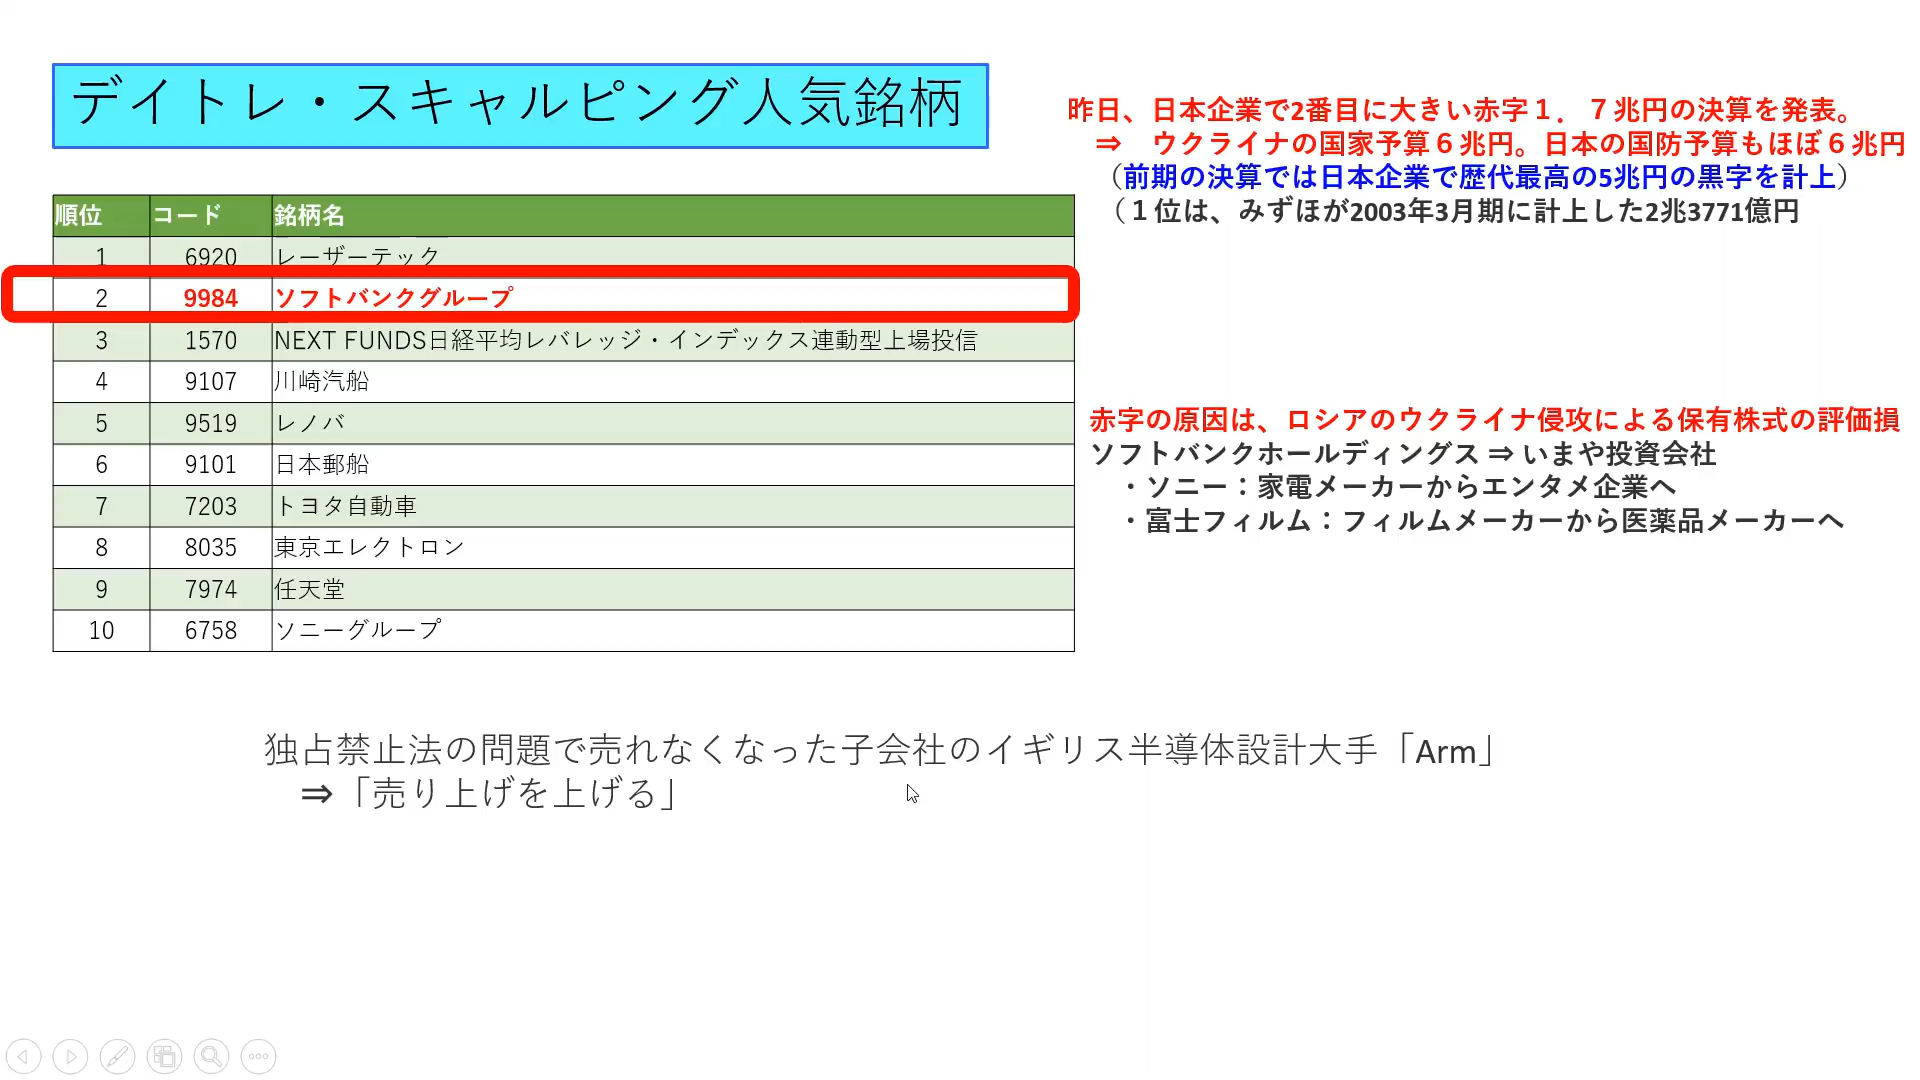 デイトレ・スキャルピング人気銘柄
昨日、日本企業で2番目に大きい赤字１．７兆円の決算を発表。
⇒　ウクライナの国家予算６兆円。日本の国防予算もほぼ６兆円
（前期の決算では日本企業で歴代最高の5兆円の黒字を計上）
（１位は、みずほが2003年3月期に計上した2兆3771億円
順位 コード 銘柄名
1 6920 レーザーテック
2 9984 ソフトバンクグループ
3 1570 NEXT FUNDS日経平均レバレッジ・インデックス連動型上場投信
4 9107 川崎汽船
5 9519 レノバ
6 9101 日本郵船
7 7203 トヨタ自動車
8 8035 東京エレクトロン
9 7974 任天堂
10 6758 ソニーグループ
赤字の原因は、ロシアのウクライナ侵攻による保有株式の評価損
ソフトバンクホールディングス ⇒ いまや投資会社
・ソニー：家電メーカーからエンタメ企業へ
・富士フィルム：フィルムメーカーから医薬品メーカーへ
独占禁止法の問題で売れなくなった子会社のイギリス半導体設計大手「Arm」
⇒「売り上げを上げる」